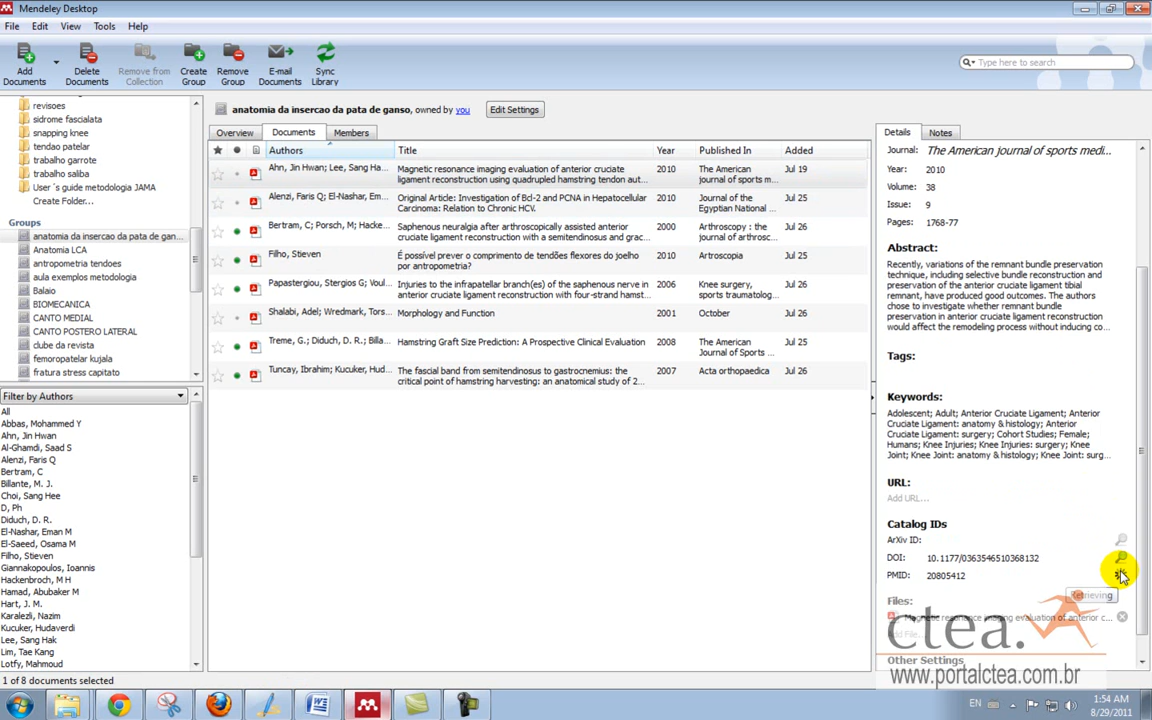 Mendeley Desktop
File Edit View Tools Help
Add Documents
Delete Documents
Remove from Collection
Create Group
Remove Group
E-mail Documents
Sync Library
Type here to search
revisoes
sidrome fascialata
snapping knee
tendao patelar
trabalho garrote
trabalho saliba
User´s guide metodologia JAMA
Create Folder...
Groups
anatomia da insercao da pata de gan...
Anatomia LCA
antropometria tendoes
aula exemplos metodologia
Balaio
BIOMECANICA
CANTO MEDIAL
CANTO POSTERO LATERAL
clube da revista
femoropatelar kujala
fratura stress capitato
Filter by Authors
All
Abbas, Mohammed Y
Ahn, Jin Hwan
Al-Ghamdi, Saad S
Alenzi, Faris Q
Bertram, C
Billante, M. J.
Choi, Sang Hee
D, Ph
Diduch, D. R.
El-Nashar, Eman M
El-Saeed, Osama M
Filho, Stieven
Giannakopoulos, Ioannis
Hackenbroch, M H
Hamad, Abubaker M
Hart, J. M.
Karalezli, Nazim
Kucuker, Hudaverdi
Lee, Sang Hak
Lim, Tae Kang
Lotfy, Mahmoud
1 of 8 documents selected
anatomia da insercao da pata de ganso, owned by you Edit Settings
Overview Documents Members
Authors Title Year Published In Added
Ahn, Jin Hwan; Lee, Sang Ha... Magnetic resonance imaging evaluation of anterior cruciate 2010 The American Jul 19
ligament reconstruction using quadrupled hamstring tendon aut... journal of sports m...
Alenzi, Faris Q; El-Nashar, Em... Original Article: Investigation of Bcl-2 and PCNA in Hepatocellular 2010 Journal of the Jul 25
Carcinoma: Relation to Chronic HCV. Egyptian National ...
Bertram, C; Porsch, M; Hacke... Saphenous neuralgia after arthroscopically assisted anterior 2000 Arthroscopy : the Jul 26
cruciate ligament reconstruction with a semitendinosus and grac... journal of arthrosc...
Filho, Stieven É possível prever o comprimento de tendões flexores do joelho 2010 Artroscopia Jul 25
por antropometria?
Papastergiou, Stergios G; Voul... Injuries to the infrapatellar branch(es) of the saphenous nerve in 2006 Knee surgery, Jul 26
anterior cruciate ligament reconstruction with four-strand hamst... sports traumatolog...
Shalabi, Adel; Wredmark, Tors... Morphology and Function 2001 October Jul 26
Treme, G.; Diduch, D. R.; Billa... Hamstring Graft Size Prediction: A Prospective Clinical Evaluation 2008 The American Jul 25
Journal of Sports ...
Tuncay, Ibrahim; Kucuker, Hud... The fascial band from semitendinosus to gastrocnemius: the 2007 Acta orthopaedica Jul 26
critical point of hamstring harvesting: an anatomical study of 2...
Details Notes
Journal: The American journal of sports medi...
Year: 2010
Volume: 38
Issue: 9
Pages: 1768-77
Abstract:
Recently, variations of the remnant bundle preservation
technique, including selective bundle reconstruction and
preservation of the anterior cruciate ligament tibial
remnant, have produced good outcomes. The authors
chose to investigate whether remnant bundle
preservation in anterior cruciate ligament reconstruction
would affect the remodeling process without inducing co...
Tags:
Keywords:
Adolescent; Adult; Anterior Cruciate Ligament; Anterior
Cruciate Ligament: anatomy & histology; Anterior
Cruciate Ligament: surgery; Cohort Studies; Female;
Humans; Knee Injuries; Knee Injuries: surgery; Knee
Joint; Knee Joint: anatomy & histology; Knee Joint: surg...
URL:
Add URL...
Catalog IDs
ArXiv ID:
DOI: 10.1177/0363546510368132
PMID: 20805412
Retrieving
Files:
Magnetic resonance imaging evaluation of anterior c...
Add File...
Other Settings
ctea.
www.portalctea.com.br
EN
1:54 AM
8/29/2011